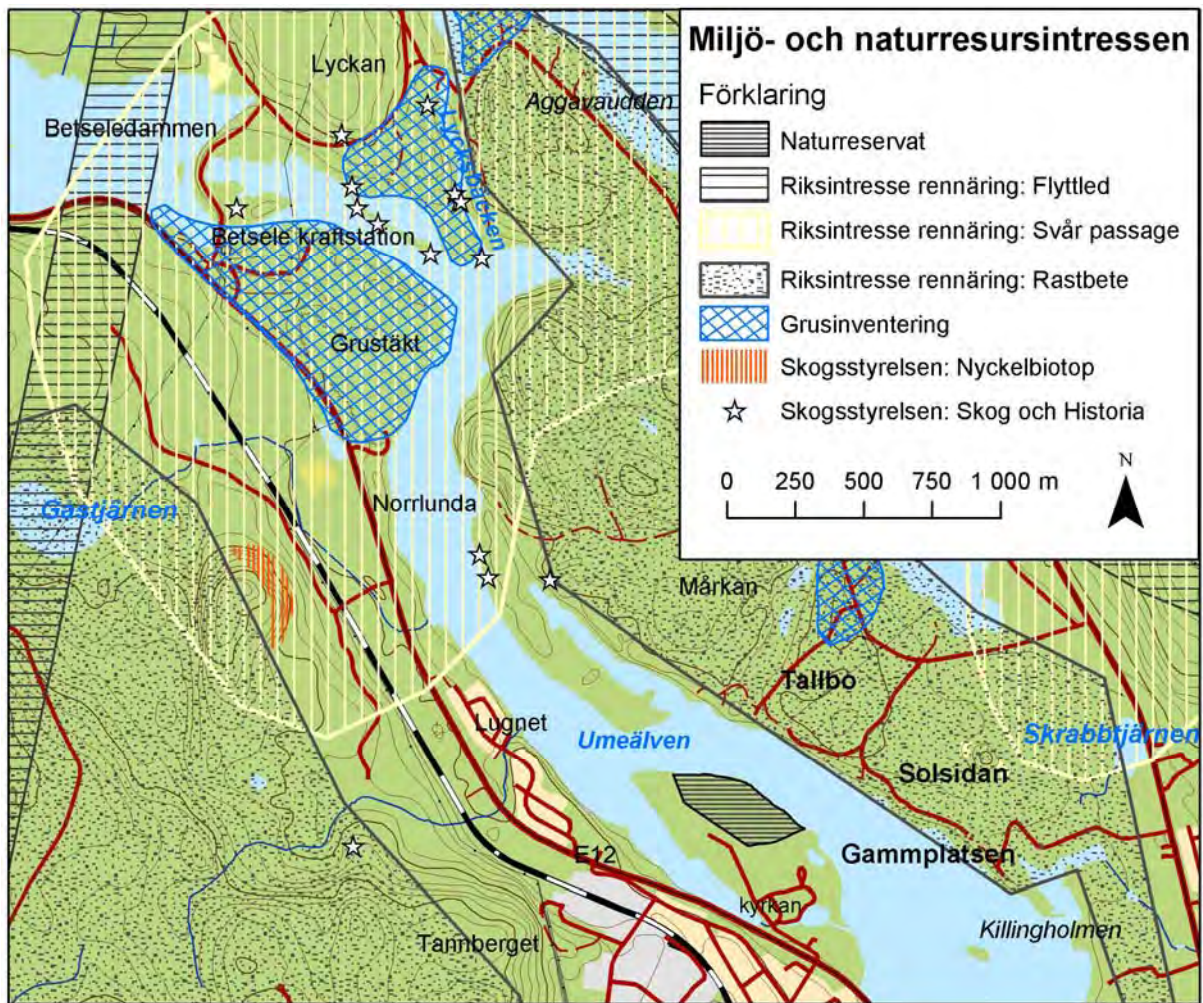 Miljö- och naturresursintressen
Förklaring
Naturreservat
Riksintresse rennäring: Flyttled
Riksintresse rennäring: Svår passage
Riksintresse rennäring: Rastbete
Grusinventering
Skogsstyrelsen: Nyckelbiotop
Skogsstyrelsen: Skog och Historia
0 250 500 750 1 000 m
N
Lyckan
Aggavaudden
Betseledammen
Lycksbäcken
Betsele kraftstation
Grustäkt
Norrlunda
Gastjärnen
Mårkan
Tallbo
Lugnet
Umeälven
Skrabbtjärnen
Solsidan
Gammplatsen
E12
kyrkan
Killingholmen
Tannberget